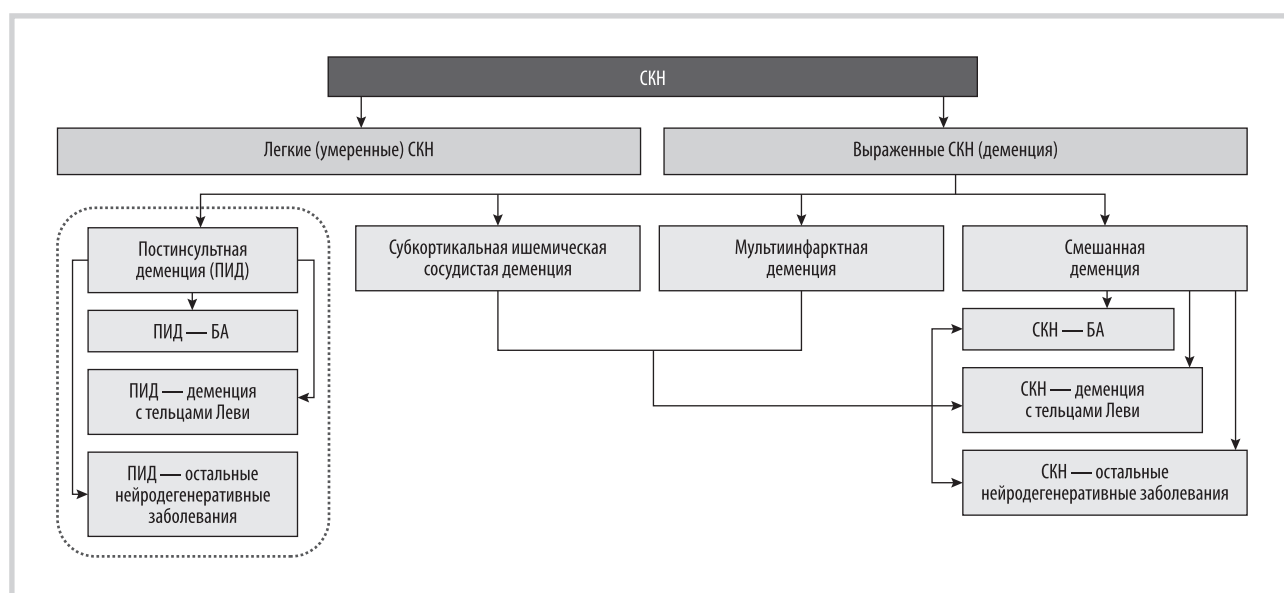 СКН
Легкие (умеренные) СКН
Выраженные СКН (деменция)
Постинсультная
деменция (ПИД)
Субкортикальная ишемическая
сосудистая деменция
Мультиинфарктная
деменция
Смешанная
деменция
ПИД — БА
ПИД — деменция
с тельцами Леви
ПИД — остальные
нейродегенеративные
заболевания
СКН — БА
СКН — деменция
с тельцами Леви
СКН — остальные
нейродегенеративные заболевания